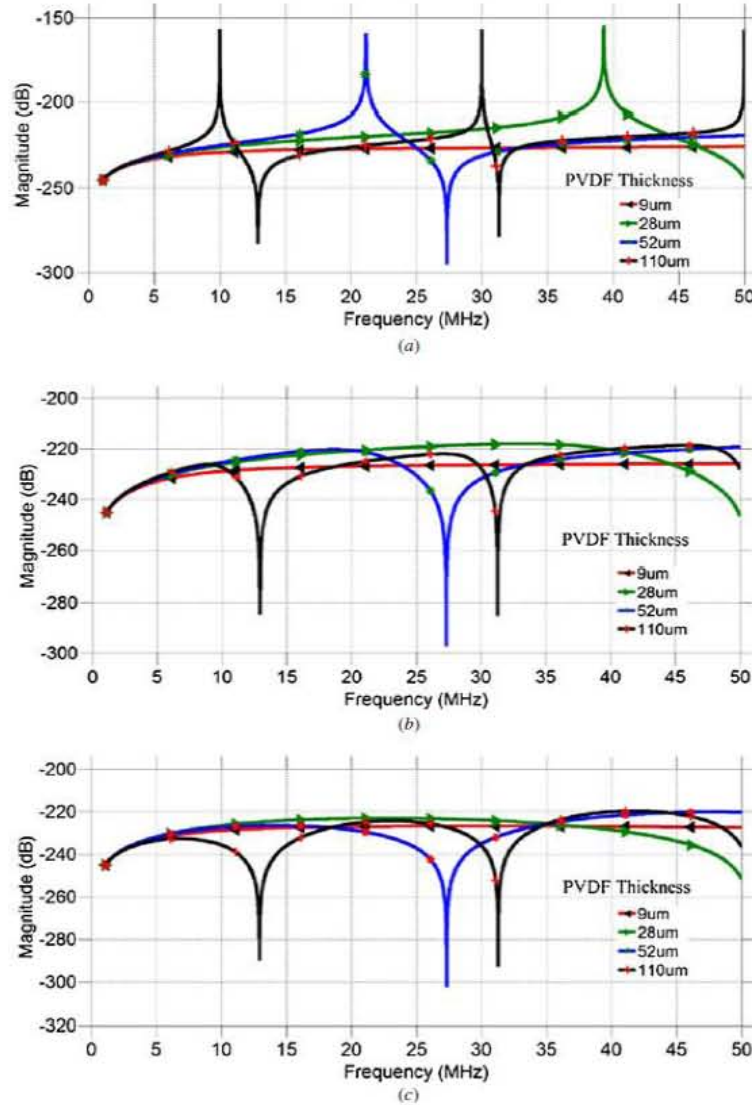 -150
-200
-250
-300
Magnitude (dB)
PVDF Thickness
9um
28um
52um
110um
0 5 10 15 20 25 30 35 40 45 50
Frequency (MHz)
(a)
-200
-220
-240
-260
-280
-300
Magnitude (dB)
PVDF Thickness
9um
28um
52um
110um
0 5 10 15 20 25 30 35 40 45 50
Frequency (MHz)
(b)
-200
-220
-240
-260
-280
-300
-320
Magnitude (dB)
PVDF Thickness
9um
28um
52um
110um
0 5 10 15 20 25 30 35 40 45 50
Frequency (MHz)
(c)